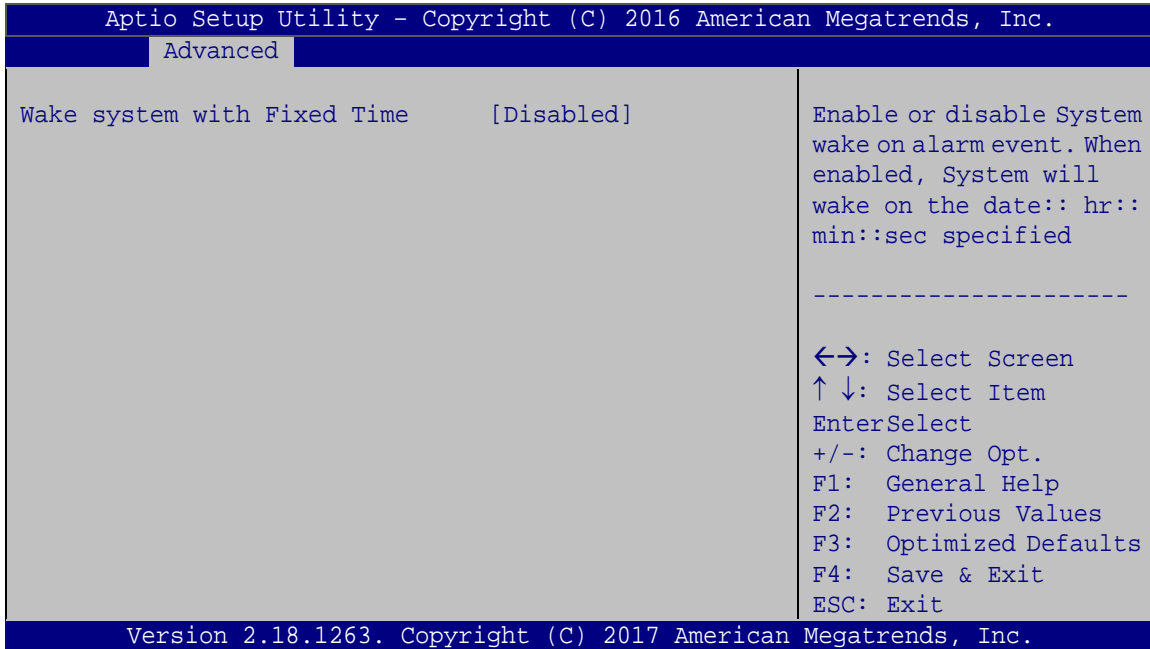 Aptio Setup Utility – Copyright (C) 2016 American Megatrends, Inc.
Advanced
Wake system with Fixed Time [Disabled]
Enable or disable System
wake on alarm event. When
enabled, System will
wake on the date:: hr::
min::sec specified
----------------------
←→: Select Screen
↑ ↓: Select Item
EnterSelect
+/-: Change Opt.
F1: General Help
F2: Previous Values
F3: Optimized Defaults
F4: Save & Exit
ESC: Exit
Version 2.18.1263. Copyright (C) 2017 American Megatrends, Inc.